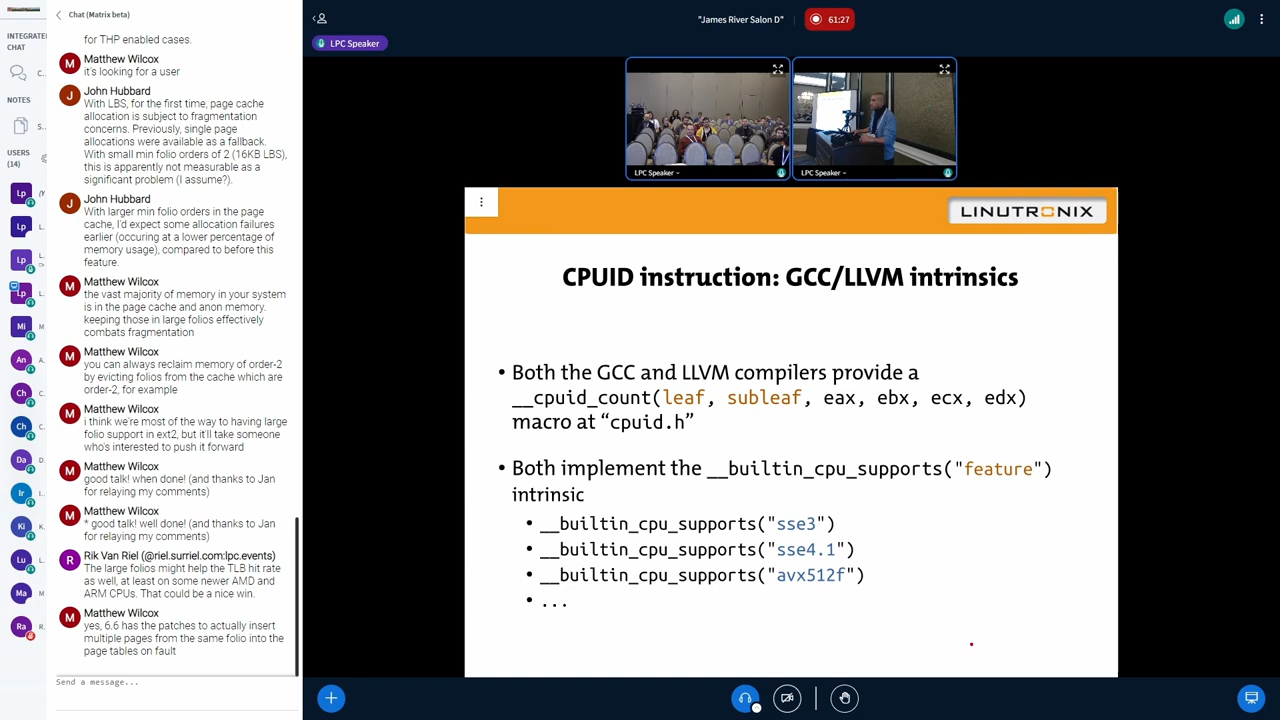 INTEGRATE
CHAT
C..
NOTES
S..
USERS
(14)
Lp
Lp
Lp
L..
Lp
L..
Mi
M
An
A.
Ch
C.
Ch
C.
Da
D.
Ir
I..
Ki
K.
Lu
L.
Ma
M.
Ra
R.
Chat (Matrix beta)
for THP enabled cases.
M
Matthew Wilcox
it's looking for a user
J
John Hubbard
With LBS, for the first time, page cache
allocation is subject to fragmentation
concerns. Previously, single page
allocations were available as a fallback.
With small min folio orders of 2 (16KB LBS),
this is apparently not measurable as a
significant problem (I assume?).
J
John Hubbard
With larger min folio orders in the page
cache, I'd expect some allocation failures
earlier (occuring at a lower percentage of
memory usage), compared to before this
feature.
M
Matthew Wilcox
the vast majority of memory in your system
is in the page cache and anon memory.
keeping those in large folios effectively
combats fragmentation
M
Matthew Wilcox
you can always reclaim memory of order-2
by evicting folios from the cache which are
order-2, for example
M
Matthew Wilcox
i think we're most of the way to having large
folio support in ext2, but it'll take someone
who's interested to push it forward
M
Matthew Wilcox
good talk! when done! (and thanks to Jan
for relaying my comments)
M
Matthew Wilcox
* good talk! well done! (and thanks to Jan
for relaying my comments)
R
Rik Van Riel (@riel.surriel.com:lpc.events)
The large folios might help the TLB hit rate
as well, at least on some newer AMD and
ARM CPUs. That could be a nice win.
M
Matthew Wilcox
yes, 6.6 has the patches to actually insert
multiple pages from the same folio into the
page tables on fault
Send a message...
"James River Salon D"
61:27
LPC Speaker
LPC Speaker
LPC Speaker
LINUTRONIX
CPUID instruction: GCC/LLVM intrinsics
• Both the GCC and LLVM compilers provide a
__cpuid_count(leaf, subleaf, eax, ebx, ecx, edx)
macro at “cpuid.h”
• Both implement the __builtin_cpu_supports("feature")
intrinsic
• __builtin_cpu_supports("sse3")
• __builtin_cpu_supports("sse4.1")
• __builtin_cpu_supports("avx512f")
• ...